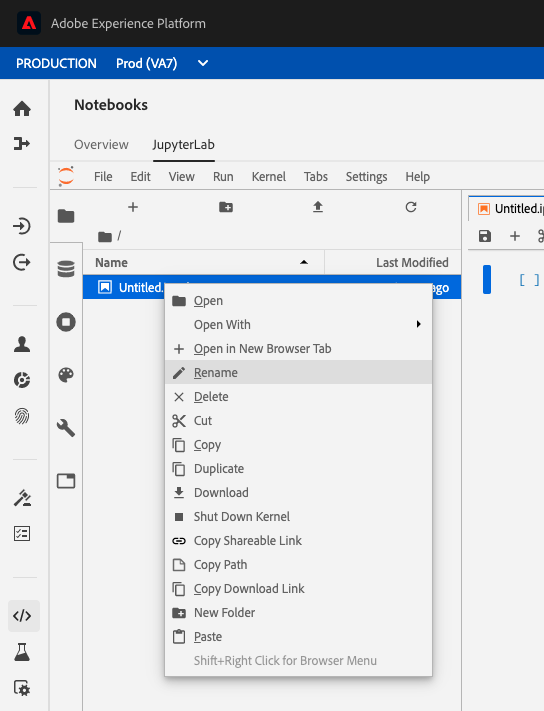 Adobe Experience Platform
PRODUCTION Prod (VA7)
Notebooks
Overview JupyterLab
File Edit View Run Kernel Tabs Settings Help
Untitled.ip
/
Name Last Modified
[ ]
Untitled. ago
Open
Open With
Open in New Browser Tab
Rename
Delete
Cut
Copy
Duplicate
Download
Shut Down Kernel
Copy Shareable Link
Copy Path
Copy Download Link
New Folder
Paste
Shift+Right Click for Browser Menu